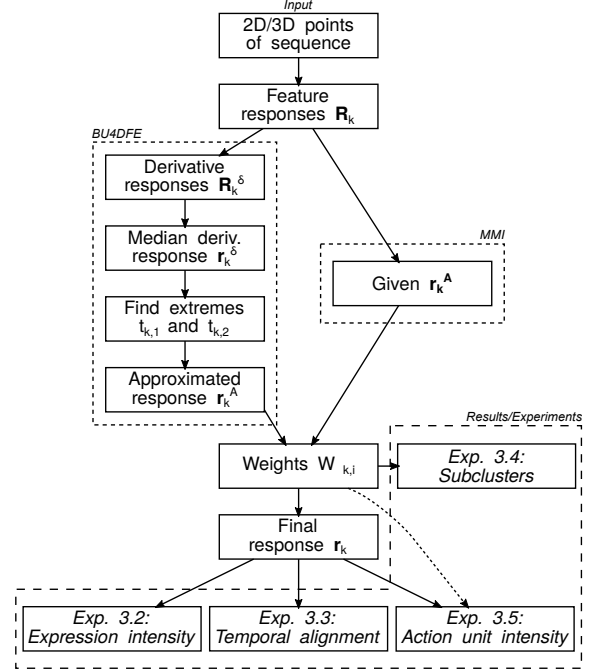 Input
2D/3D points
of sequence
Feature
responses R_k
BU4DFE
Derivative
responses R_k^δ
Median deriv.
response r_k^δ
Find extremes
t_k,1 and t_k,2
Approximated
response r_k^A
MMI
Given r_k^A
Results/Experiments
Weights W k,i
Exp. 3.4:
Subclusters
Final
response r_k
Exp. 3.2:
Expression intensity
Exp. 3.3:
Temporal alignment
Exp. 3.5:
Action unit intensity